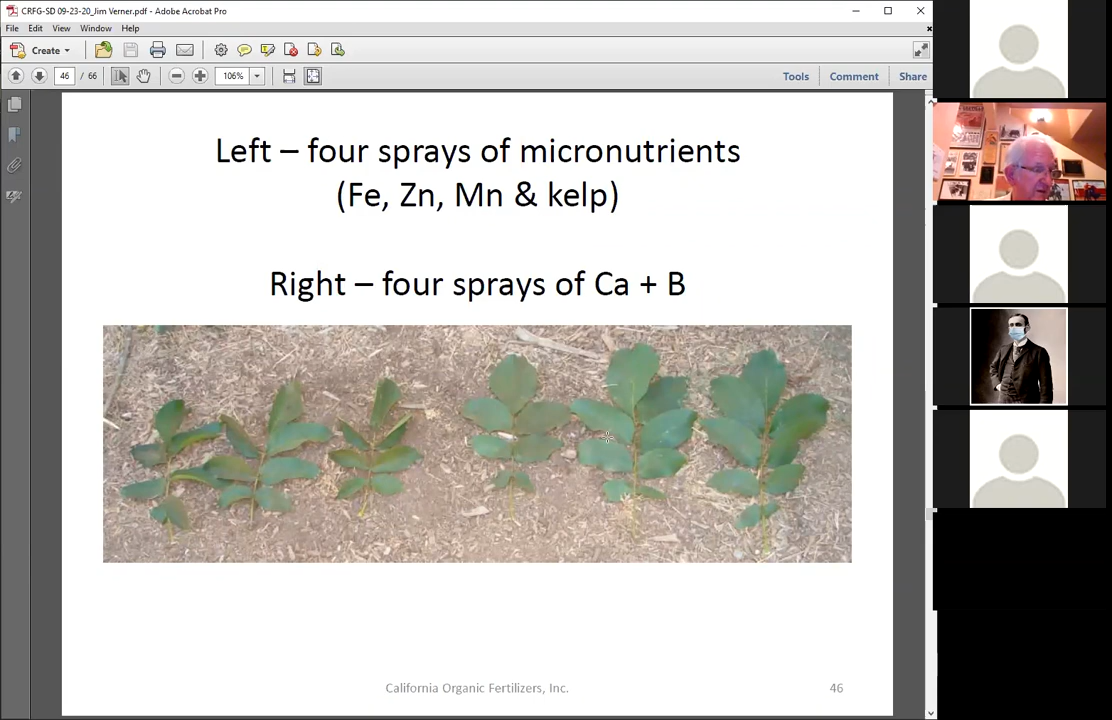 CRFG-SD 09-23-20_Jim Verner.pdf - Adobe Acrobat Pro
File Edit View Window Help
Create
46 / 66 106% Tools Comment Share
Left – four sprays of micronutrients
(Fe, Zn, Mn & kelp)
Right – four sprays of Ca + B
California Organic Fertilizers, Inc. 46